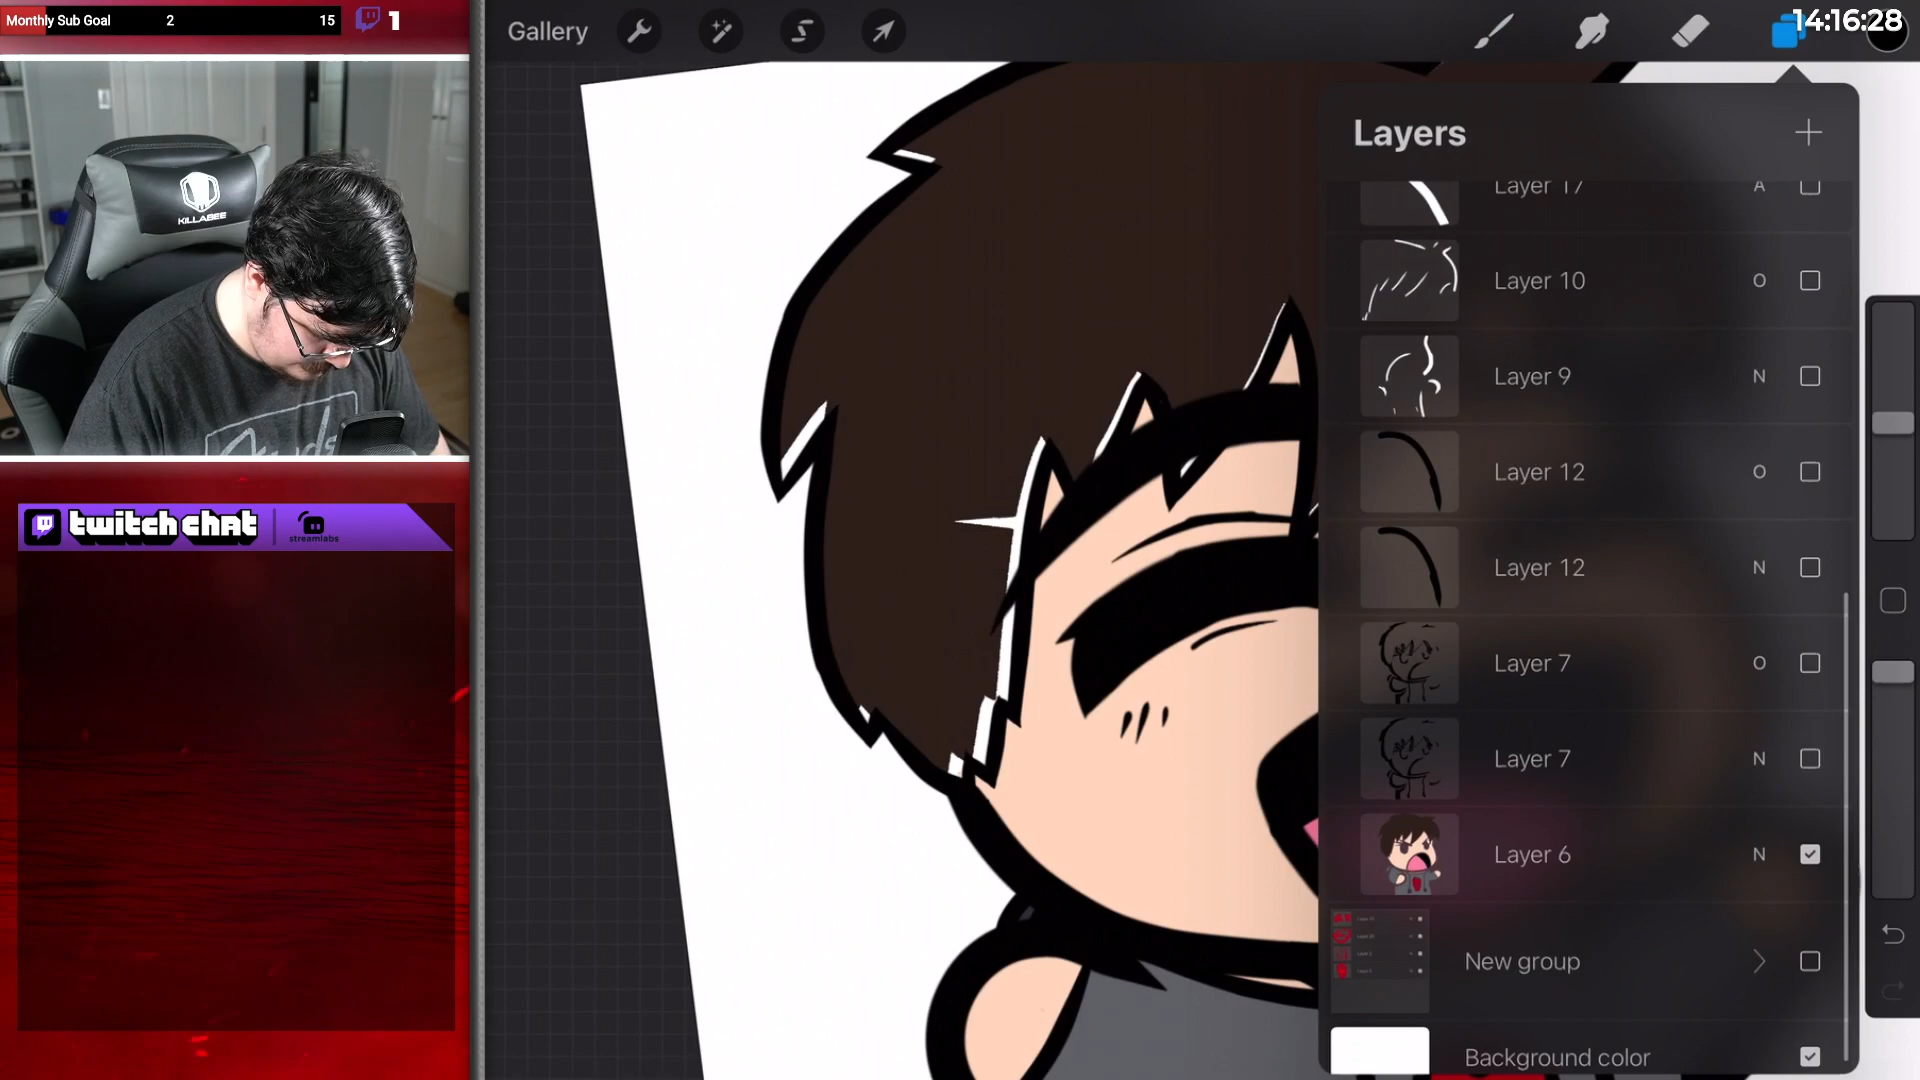 Monthly Sub Goal 2 15 1
Gallery
14:16:28
KILLABEE
twitch chat
streamlabs
Layers
Layer 17 A
Layer 10 O
Layer 9 N
Layer 12 O
Layer 12 N
Layer 7 O
Layer 7 N
Layer 6 N
New group
Background color